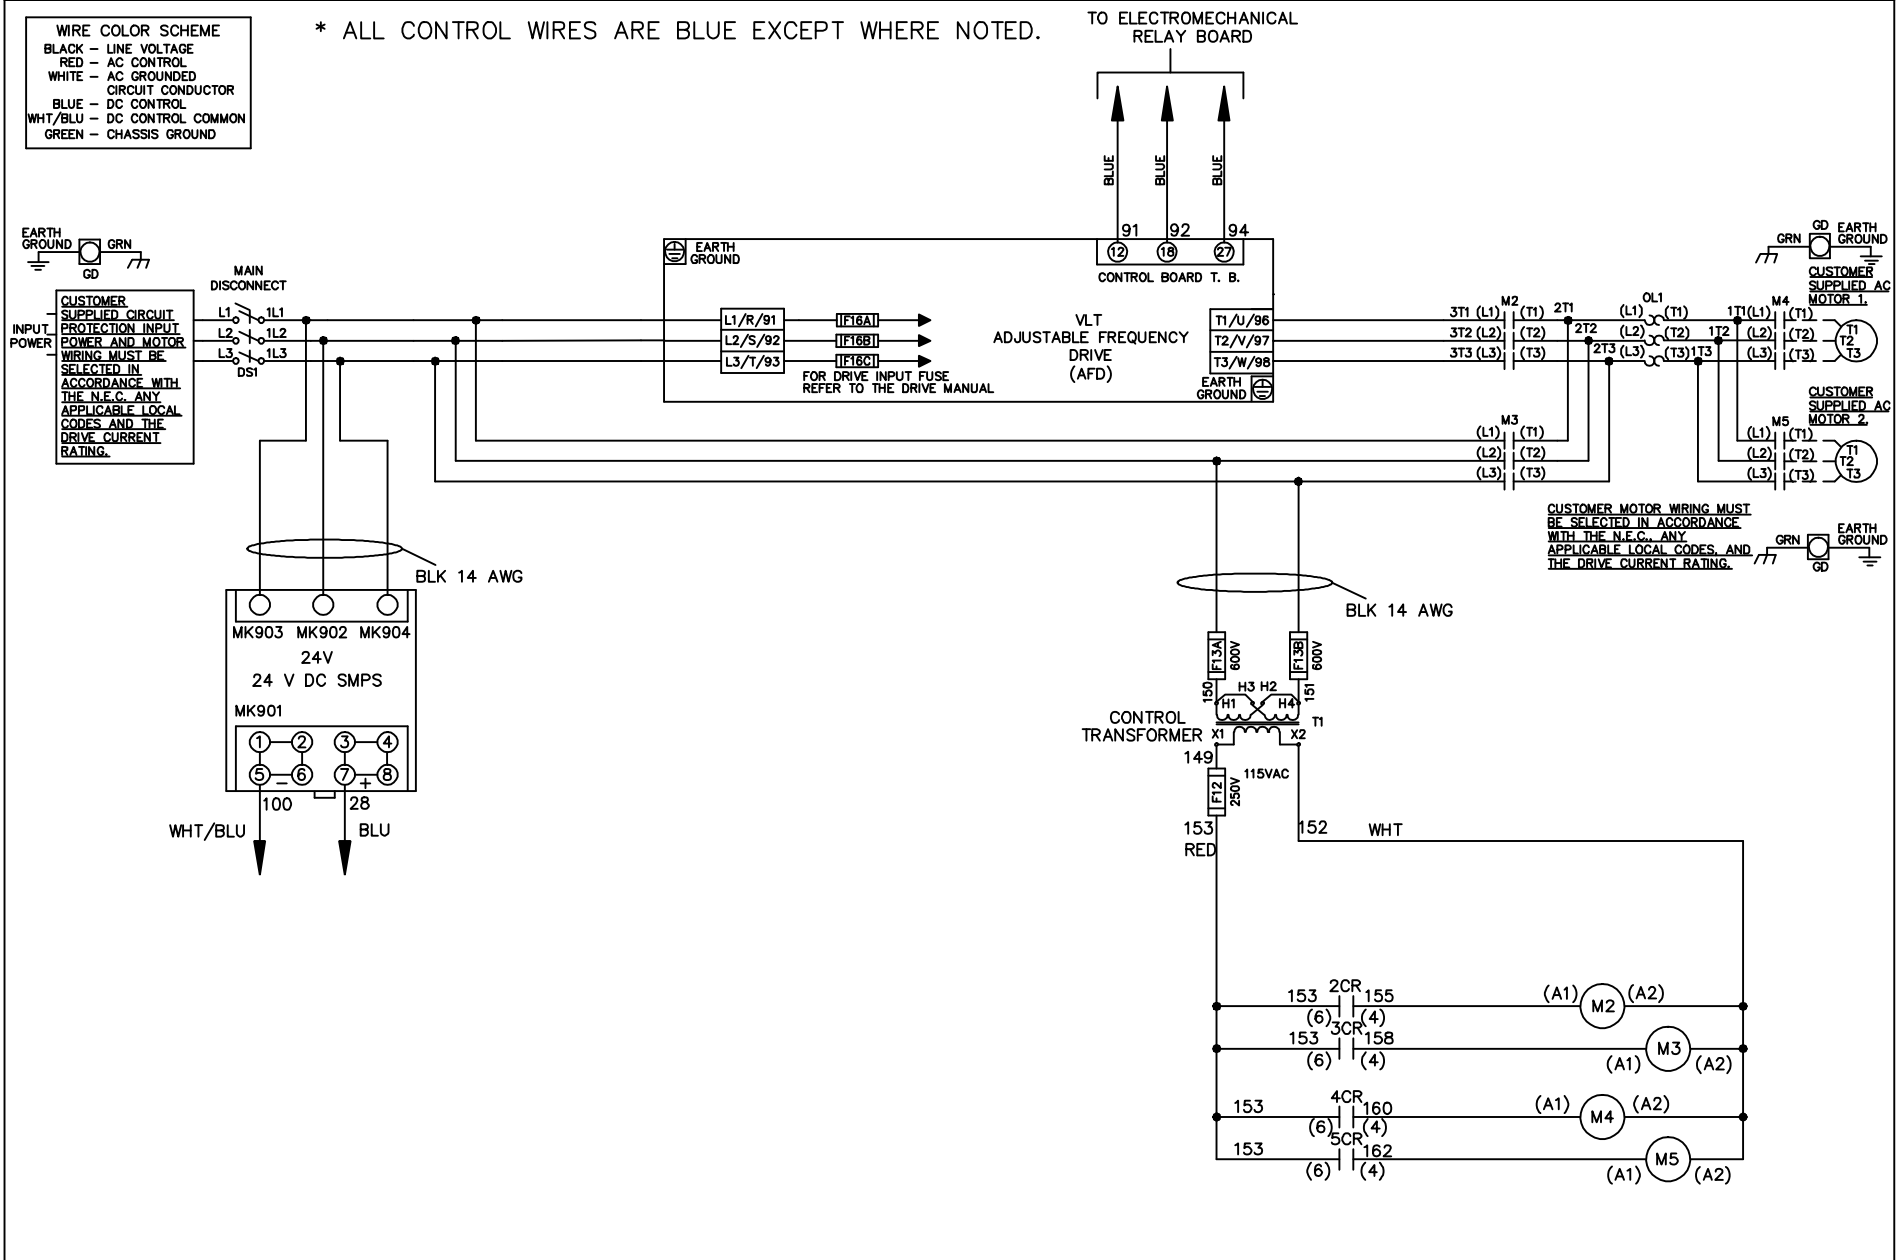 WIRE COLOR SCHEME
BLACK – LINE VOLTAGE
RED – AC CONTROL
WHITE – AC GROUNDED
CIRCUIT CONDUCTOR
BLUE – DC CONTROL
WHT/BLU – DC CONTROL COMMON
GREEN – CHASSIS GROUND
* ALL CONTROL WIRES ARE BLUE EXCEPT WHERE NOTED.
TO ELECTROMECHANICAL
RELAY BOARD
BLUE
BLUE
BLUE
91 92 94
12 18 27
CONTROL BOARD T. B.
EARTH
GROUND
GRN
GD
MAIN
DISCONNECT
INPUT
POWER
CUSTOMER
SUPPLIED CIRCUIT
PROTECTION INPUT
POWER AND MOTOR
WIRING MUST BE
SELECTED IN
ACCORDANCE WITH
THE N.E.C. ANY
APPLICABLE LOCAL
CODES AND THE
DRIVE CURRENT
RATING.
L1 1L1
L2 1L2
L3 1L3
DS1
EARTH
GROUND
L1/R/91 IF16A
L2/S/92 IF16B
L3/T/93 IF16C
FOR DRIVE INPUT FUSE
REFER TO THE DRIVE MANUAL
VLT
ADJUSTABLE FREQUENCY
DRIVE
(AFD)
T1/U/96
T2/V/97
T3/W/98
EARTH
GROUND
M2
3T1 (L1) (T1) 2T1
3T2 (L2) (T2) 2T2
3T3 (L3) (T3) 2T3
OL1
(L1) (T1) 1T1
(L2) (T2) 1T2
(L3) (T3) 1T3
M4
(L1) (T1)
(L2) (T2)
(L3) (T3)
T1
T2
T3
GD
GRN
EARTH
GROUND
CUSTOMER
SUPPLIED AC
MOTOR 1.
M3
(L1) (T1)
(L2) (T2)
(L3) (T3)
CUSTOMER
SUPPLIED AC
MOTOR 2.
M5
(L1) (T1)
(L2) (T2)
(L3) (T3)
T1
T2
T3
CUSTOMER MOTOR WIRING MUST
BE SELECTED IN ACCORDANCE
WITH THE N.E.C., ANY
APPLICABLE LOCAL CODES, AND
THE DRIVE CURRENT RATING.
GRN
EARTH
GROUND
GD
BLK 14 AWG
MK903 MK902 MK904
24V
24 V DC SMPS
MK901
1 2 3 4
5 – 6 7 + 8
100 28
WHT/BLU BLU
BLK 14 AWG
F13A
600V
F13B
600V
150
151
H1 H3 H2 H4
CONTROL
TRANSFORMER
T1
X1 X2
149
115VAC
F12
250V
153
RED
152 WHT
2CR
153 155 (A1) M2 (A2)
(6) (4)
3CR
153 158 M3
(6) (4) (A1) (A2)
4CR
153 160 (A1) M4 (A2)
(6) (4)
5CR
153 162 M5
(6) (4) (A1) (A2)